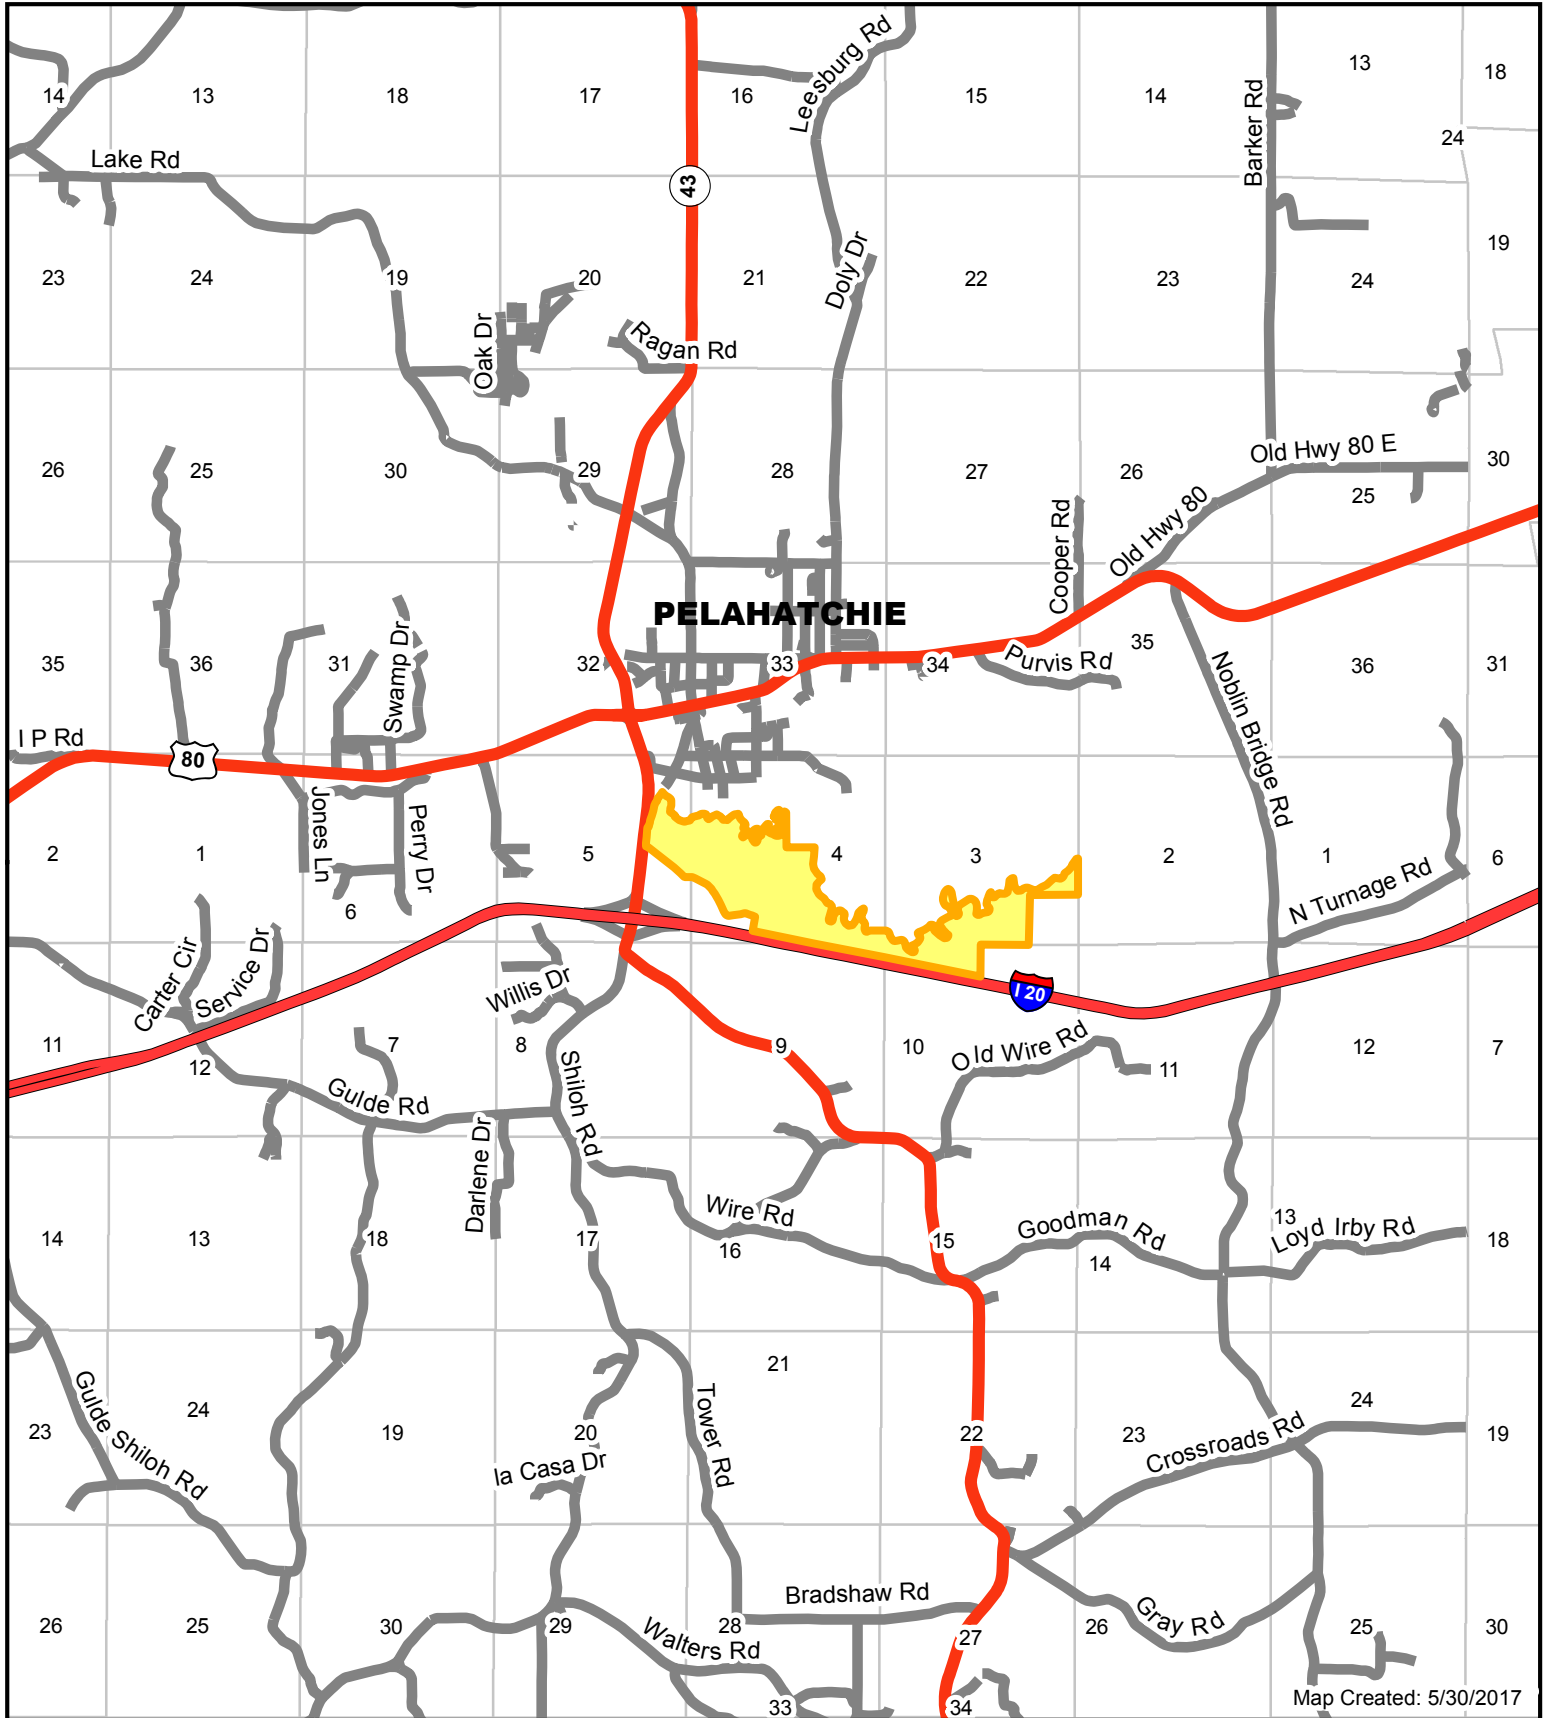 Leesburg Rd
13
18
14
13
18
17
16
15
14
Barker Rd
24
Lake Rd
43
19
23
24
19
20
21
Doly Dr
22
23
24
Oak Dr
Ragan Rd
Old Hwy 80 E
26
25
30
29
28
27
26
30
25
Cooper Rd
Old Hwy 80
PELAHATCHIE
35
36
31
Swamp Dr
32
33
34
Purvis Rd
35
Noblin Bridge Rd
36
31
I P Rd
80
Jones Ln
Perry Dr
2
1
5
4
3
2
1
6
N Turnage Rd
6
Carter Cir
Service Dr
Willis Dr
I 20
11
12
7
8
Shiloh Rd
9
10
Old Wire Rd
11
12
7
Gulde Rd
Darlene Dr
Wire Rd
Goodman Rd
13
Loyd Irby Rd
14
13
18
17
16
15
14
18
21
Gulde Shiloh Rd
24
Tower Rd
24
23
19
20
22
23
Crossroads Rd
19
la Casa Dr
Bradshaw Rd
26
25
30
29
28
Walters Rd
27
26
Gray Rd
25
30
33
34
Map Created: 5/30/2017